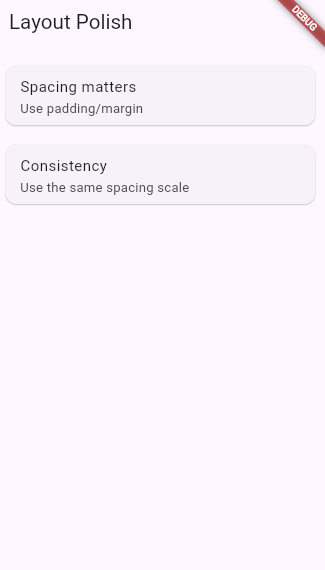 Layout Polish
DEBUG
Spacing matters
Use padding/margin
Consistency
Use the same spacing scale